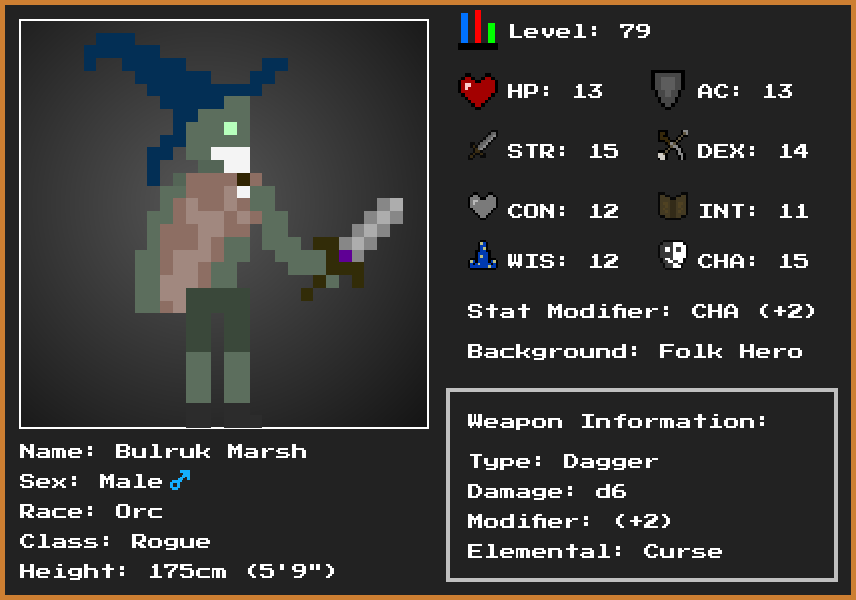 Level: 79
HP: 13
AC: 13
STR: 15
DEX: 14
CON: 12
INT: 11
WIS: 12
CHA: 15
Stat Modifier: CHA (+2)
Background: Folk Hero
Weapon Information:
Type: Dagger
Damage: d6
Modifier: (+2)
Elemental: Curse
Name: Bulruk Marsh
Sex: Male♂
Race: Orc
Class: Rogue
Height: 175cm (5'9")